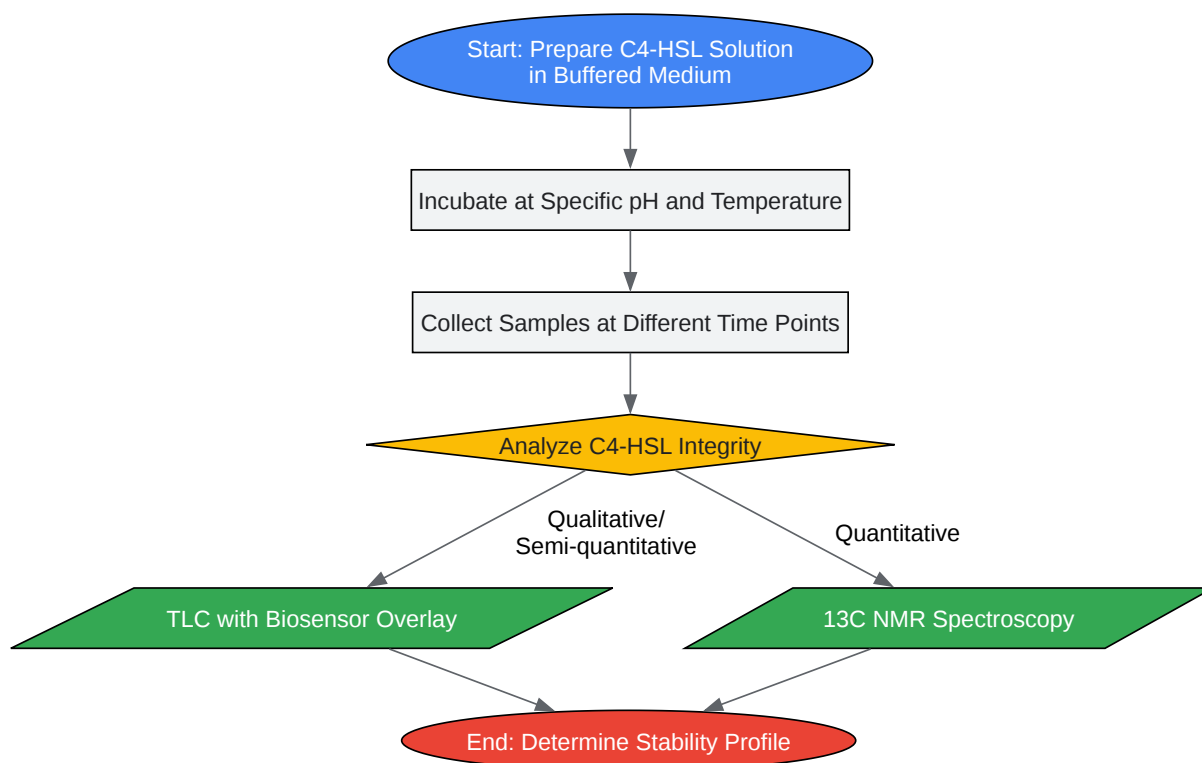 Start: Prepare C4-HSL Solution
in Buffered Medium
Incubate at Specific pH and Temperature
Collect Samples at Different Time Points
Analyze C4-HSL Integrity
Qualitative/
Semi-quantitative
Quantitative
TLC with Biosensor Overlay
13C NMR Spectroscopy
End: Determine Stability Profile